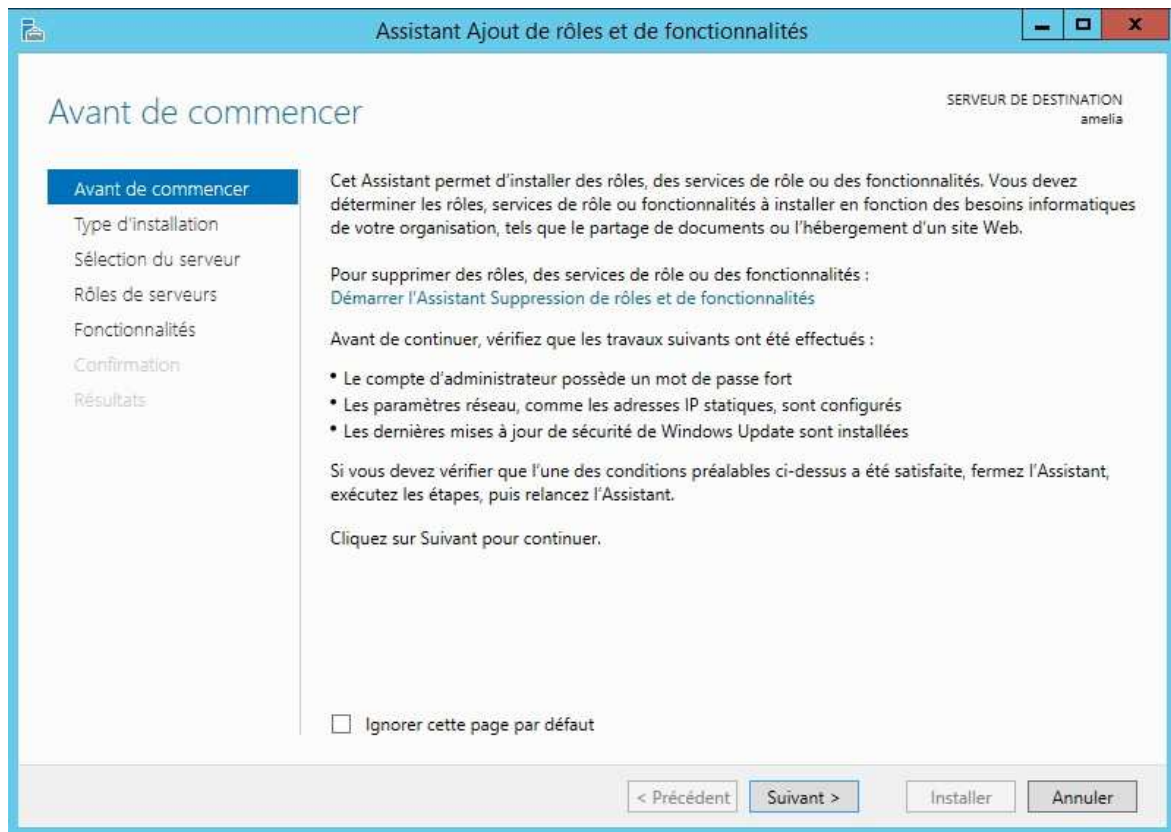 Assistant Ajout de rôles et de fonctionnalités
Avant de commencer
SERVEUR DE DESTINATION
amelia
Avant de commencer
Type d'installation
Sélection du serveur
Rôles de serveurs
Fonctionnalités
Confirmation
Résultats
Cet Assistant permet d'installer des rôles, des services de rôle ou des fonctionnalités. Vous devez
déterminer les rôles, services de rôle ou fonctionnalités à installer en fonction des besoins informatiques
de votre organisation, tels que le partage de documents ou l'hébergement d'un site Web.
Pour supprimer des rôles, des services de rôle ou des fonctionnalités :
Démarrer l'Assistant Suppression de rôles et de fonctionnalités
Avant de continuer, vérifiez que les travaux suivants ont été effectués :
• Le compte d'administrateur possède un mot de passe fort
• Les paramètres réseau, comme les adresses IP statiques, sont configurés
• Les dernières mises à jour de sécurité de Windows Update sont installées
Si vous devez vérifier que l'une des conditions préalables ci-dessus a été satisfaite, fermez l'Assistant,
exécutez les étapes, puis relancez l'Assistant.
Cliquez sur Suivant pour continuer.
Ignorer cette page par défaut
< Précédent
Suivant >
Installer
Annuler